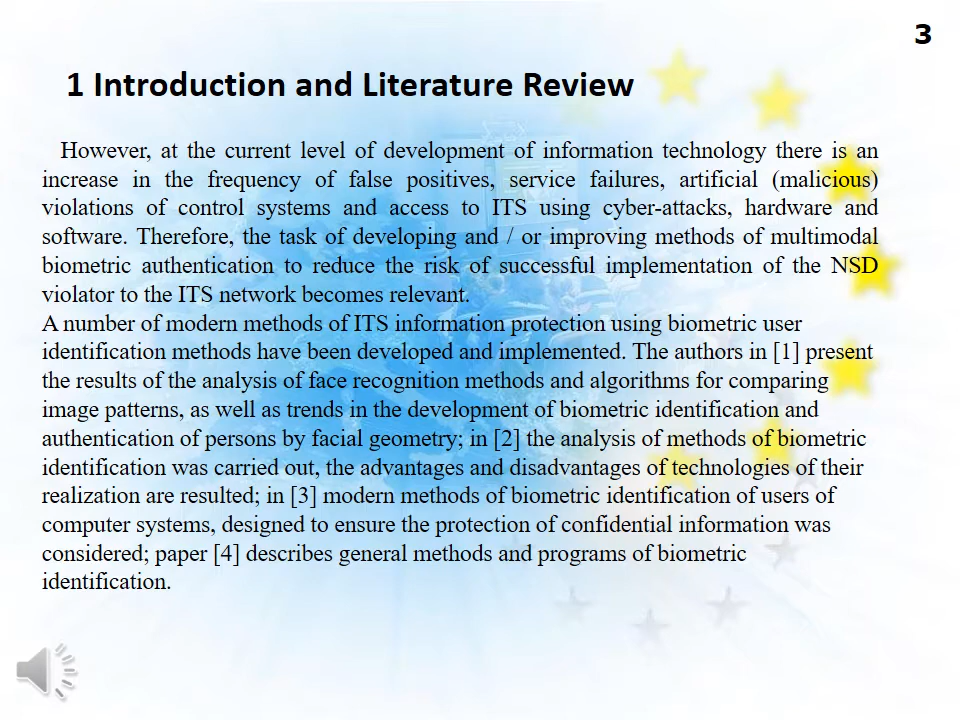 3
1 Introduction and Literature Review
However, at the current level of development of information technology there is an
increase in the frequency of false positives, service failures, artificial (malicious)
violations of control systems and access to ITS using cyber-attacks, hardware and
software. Therefore, the task of developing and / or improving methods of multimodal
biometric authentication to reduce the risk of successful implementation of the NSD
violator to the ITS network becomes relevant.
A number of modern methods of ITS information protection using biometric user
identification methods have been developed and implemented. The authors in [1] present
the results of the analysis of face recognition methods and algorithms for comparing
image patterns, as well as trends in the development of biometric identification and
authentication of persons by facial geometry; in [2] the analysis of methods of biometric
identification was carried out, the advantages and disadvantages of technologies of their
realization are resulted; in [3] modern methods of biometric identification of users of
computer systems, designed to ensure the protection of confidential information was
considered; paper [4] describes general methods and programs of biometric
identification.